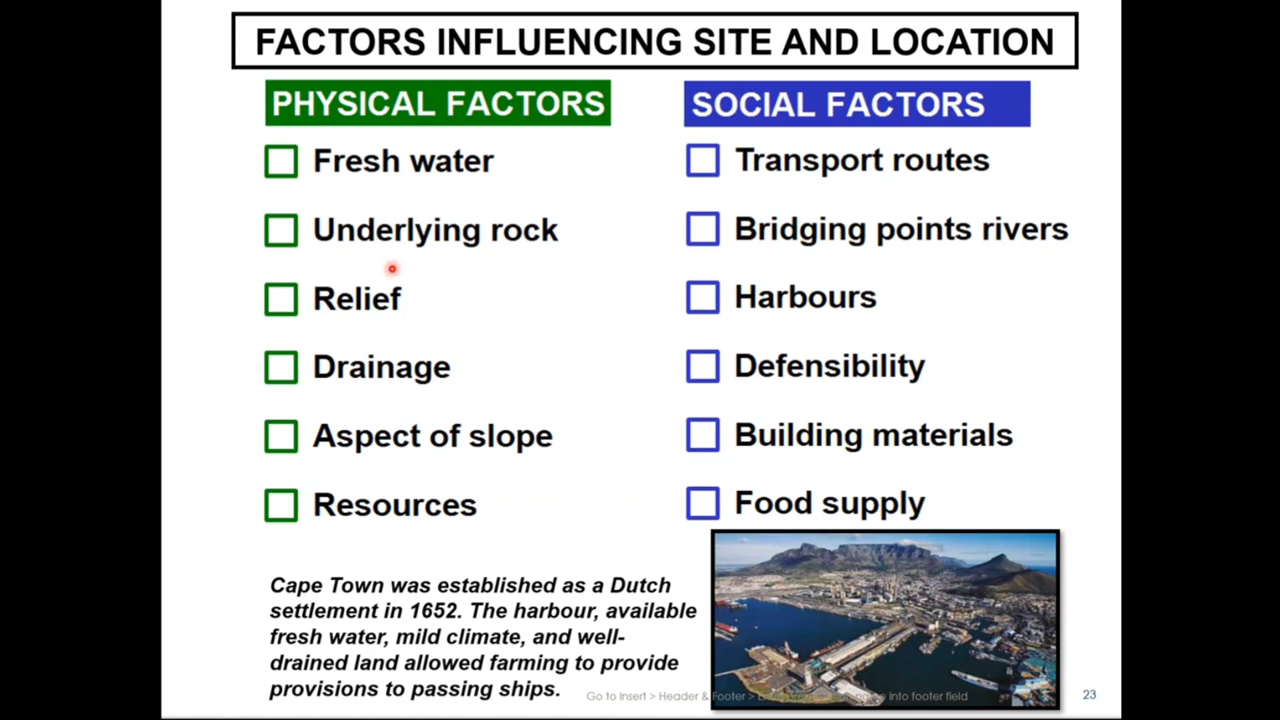 FACTORS INFLUENCING SITE AND LOCATION
PHYSICAL FACTORS
Fresh water
Underlying rock
Relief
Drainage
Aspect of slope
Resources
SOCIAL FACTORS
Transport routes
Bridging points rivers
Harbours
Defensibility
Building materials
Food supply
Cape Town was established as a Dutch
settlement in 1652. The harbour, available
fresh water, mild climate, and well-
drained land allowed farming to provide
provisions to passing ships.
Go to Insert > Header & Footer > into footer field
23